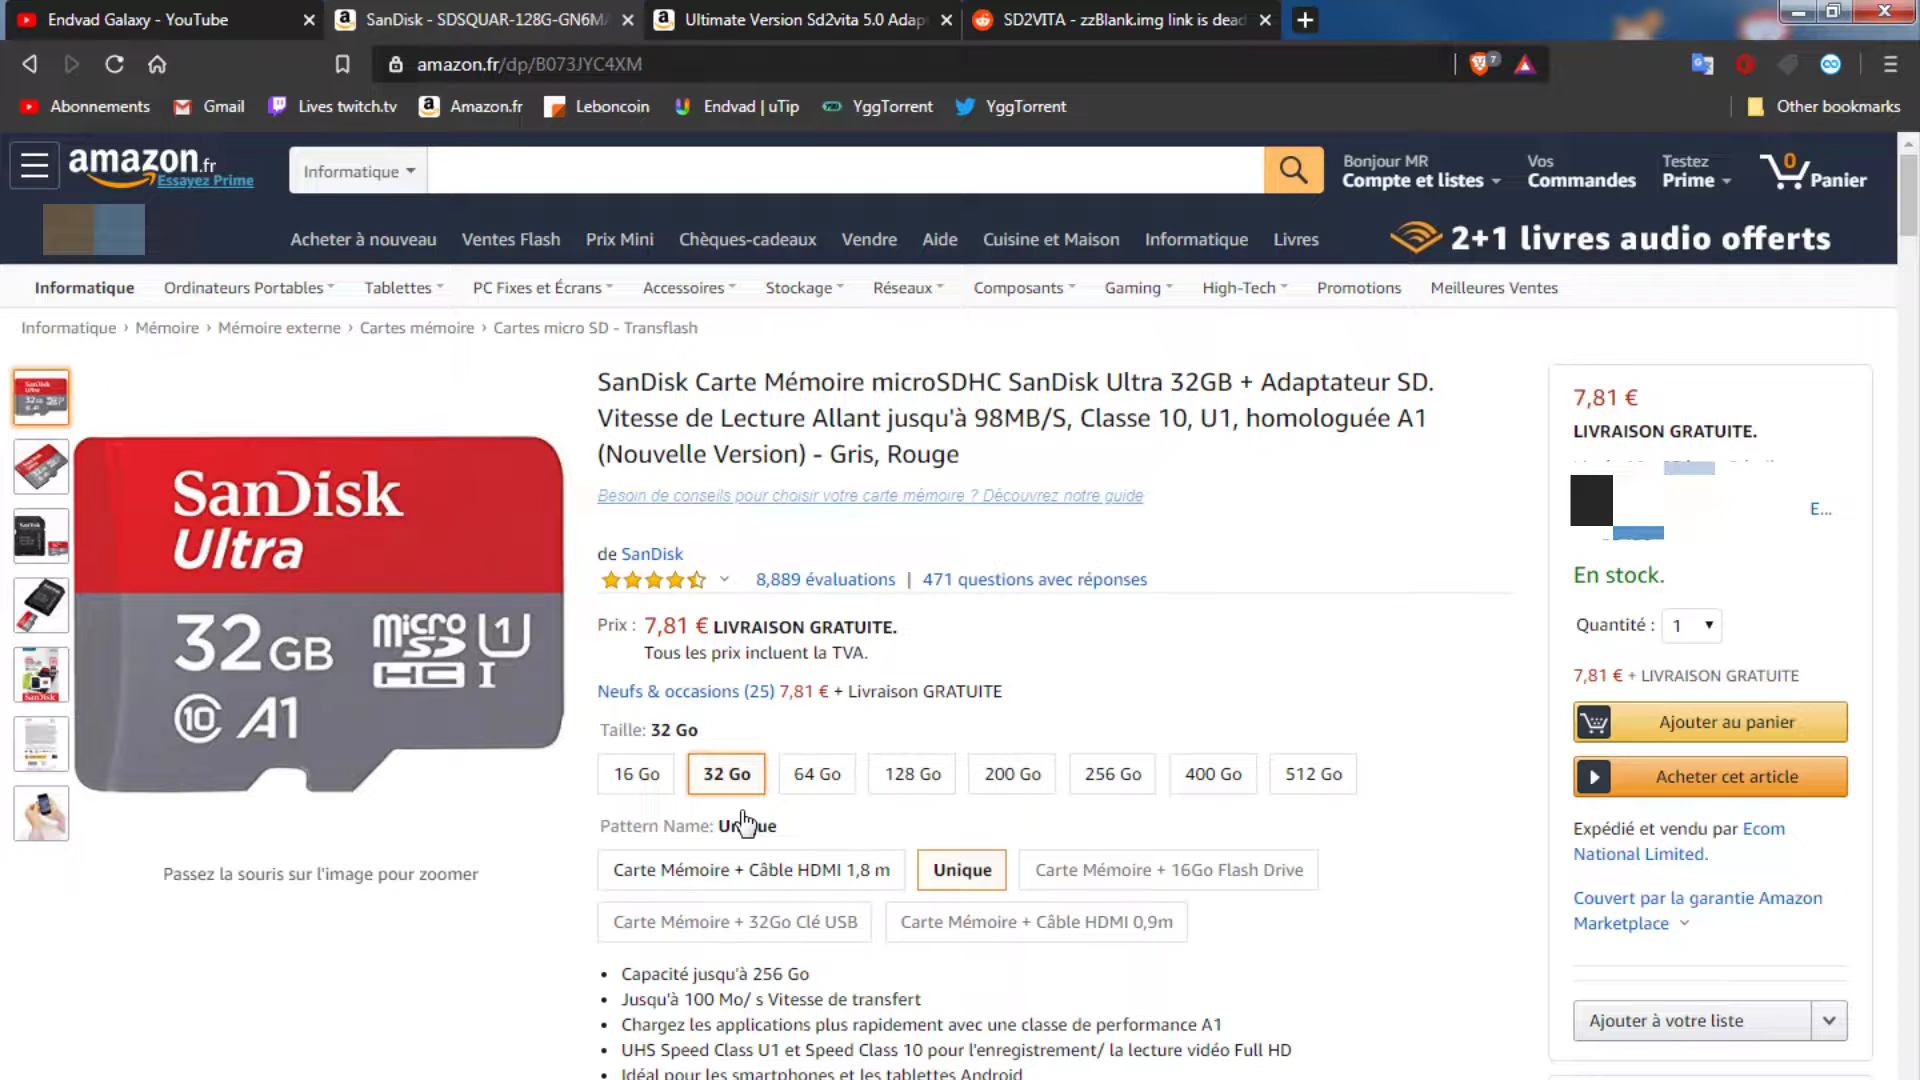 Endvad Galaxy - YouTube
SanDisk - SDSQUAR-128G-GN6MA
Ultimate Version Sd2vita 5.0 Adap
SD2VITA - zzBlank.img link is dead
amazon.fr/dp/B073JYC4XM
7
Abonnements
Gmail
Lives twitch.tv
Amazon.fr
Leboncoin
Endvad | uTip
YggTorrent
YggTorrent
Other bookmarks
amazon.fr
Essayez Prime
Informatique
Bonjour MR
Compte et listes
Vos
Commandes
Testez
Prime
0
Panier
Acheter à nouveau
Ventes Flash
Prix Mini
Chèques-cadeaux
Vendre
Aide
Cuisine et Maison
Informatique
Livres
2+1 livres audio offerts
Informatique
Ordinateurs Portables
Tablettes
PC Fixes et Écrans
Accessoires
Stockage
Réseaux
Composants
Gaming
High-Tech
Promotions
Meilleures Ventes
Informatique › Mémoire › Mémoire externe › Cartes mémoire › Cartes micro SD - Transflash
SanDisk
Ultra
32GB
micro SD HC I U1
10 A1
Passez la souris sur l'image pour zoomer
SanDisk Carte Mémoire microSDHC SanDisk Ultra 32GB + Adaptateur SD.
Vitesse de Lecture Allant jusqu'à 98MB/S, Classe 10, U1, homologuée A1
(Nouvelle Version) - Gris, Rouge
Besoin de conseils pour choisir votre carte mémoire ? Découvrez notre guide
de SanDisk
8,889 évaluations | 471 questions avec réponses
Prix : 7,81 € LIVRAISON GRATUITE.
Tous les prix incluent la TVA.
Neufs & occasions (25) 7,81 € + Livraison GRATUITE
Taille: 32 Go
16 Go
32 Go
64 Go
128 Go
200 Go
256 Go
400 Go
512 Go
Pattern Name: Unique
Carte Mémoire + Câble HDMI 1,8 m
Unique
Carte Mémoire + 16Go Flash Drive
Carte Mémoire + 32Go Clé USB
Carte Mémoire + Câble HDMI 0,9m
• Capacité jusqu'à 256 Go
• Jusqu'à 100 Mo/ s Vitesse de transfert
• Chargez les applications plus rapidement avec une classe de performance A1
• UHS Speed Class U1 et Speed Class 10 pour l'enregistrement/ la lecture vidéo Full HD
• Idéal pour les smartphones et les tablettes Android
7,81 €
LIVRAISON GRATUITE.
E...
En stock.
Quantité : 1
7,81 € + LIVRAISON GRATUITE
Ajouter au panier
Acheter cet article
Expédié et vendu par Ecom
National Limited.
Couvert par la garantie Amazon
Marketplace
Ajouter à votre liste